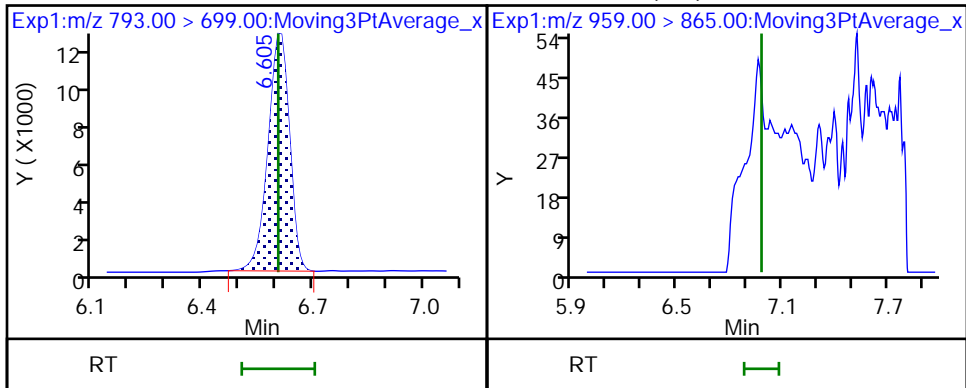 Exp1:m/z 793.00 > 699.00:Moving3PtAverage_x
Y ( X1000)
12
10
8
6
4
2
0
6.605
6.1 6.4 6.7 7.0
Min
RT
Exp1:m/z 959.00 > 865.00:Moving3PtAverage_x
Y
54
45
36
27
18
9
0
5.9 6.5 7.1 7.7
Min
RT